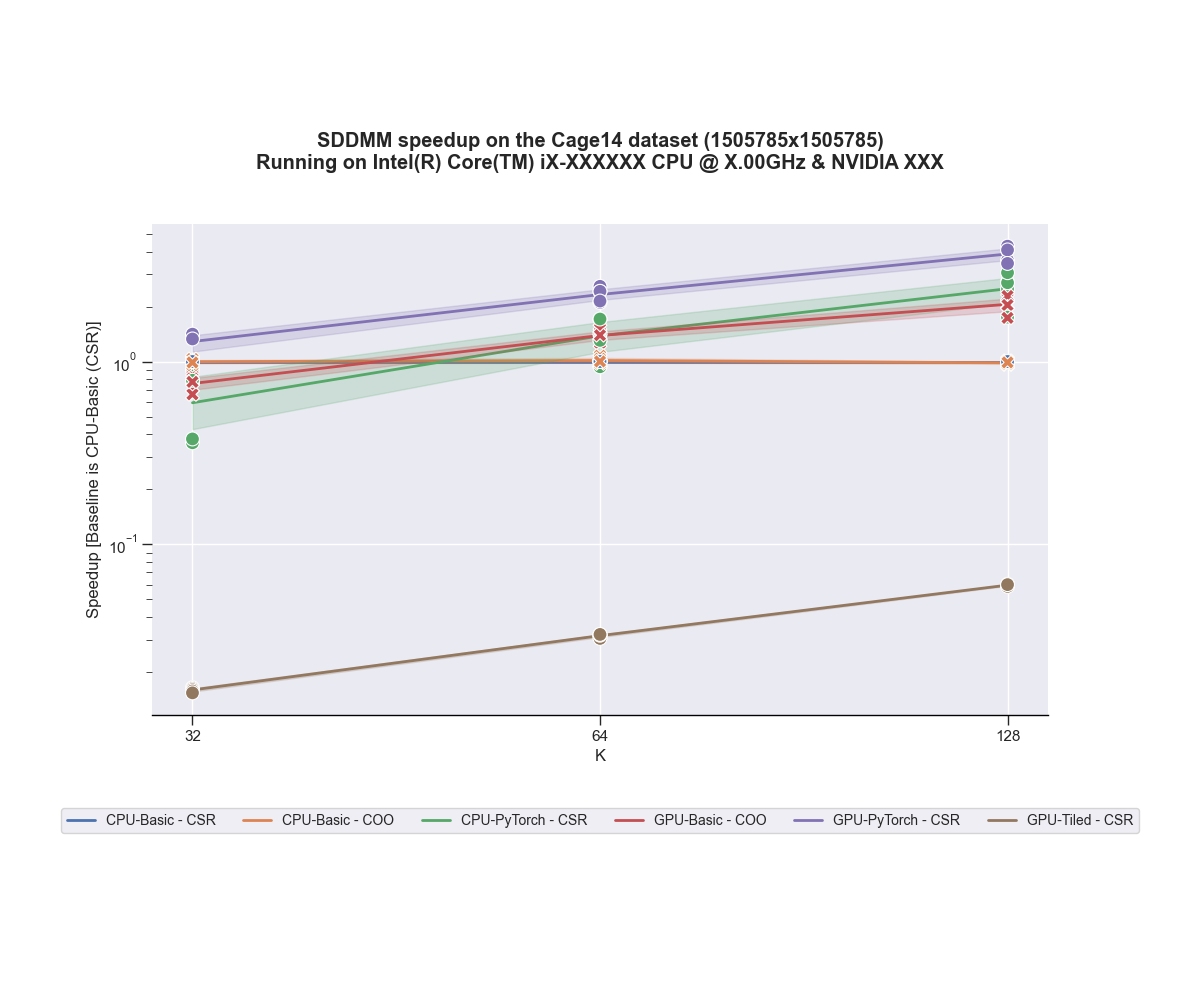 SDDMM speedup on the Cage14 dataset (1505785x1505785)
Running on Intel(R) Core(TM) iX-XXXXXX CPU @ X.00GHz & NVIDIA XXX
Speedup [Baseline is CPU-Basic (CSR)]
10^0
10^-1
32 64 128
K
CPU-Basic - CSR CPU-Basic - COO CPU-PyTorch - CSR GPU-Basic - COO GPU-PyTorch - CSR GPU-Tiled - CSR